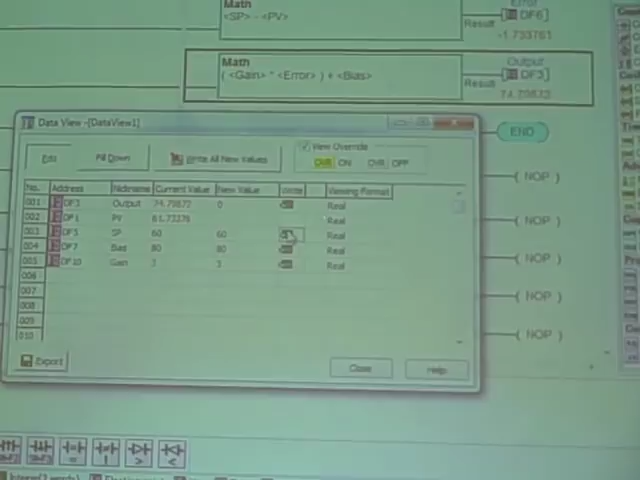 Math
<SP> - <PV>
Error
Result
DF6
-1.733761
Math
( <Gain> * <Error> ) + <Bias>
Output
Result
DF3
74.79872
Data View -[DataView1]
Edit
Fill Down
Write All New Values
View Override
OVR ON OVR OFF
No. Address Nickname Current Value New Value Write Viewing Format
001 DF3 Output 74.79872 0 Real
002 DF1 PV 61.73376 Real
003 DF5 SP 60 60 Real
004 DF7 Bias 80 80 Real
005 DF10 Gain 3 3 Real
006
007
008
009
010
Export
Close
Help
END
( NOP )
( NOP )
( NOP )
( NOP )
( NOP )